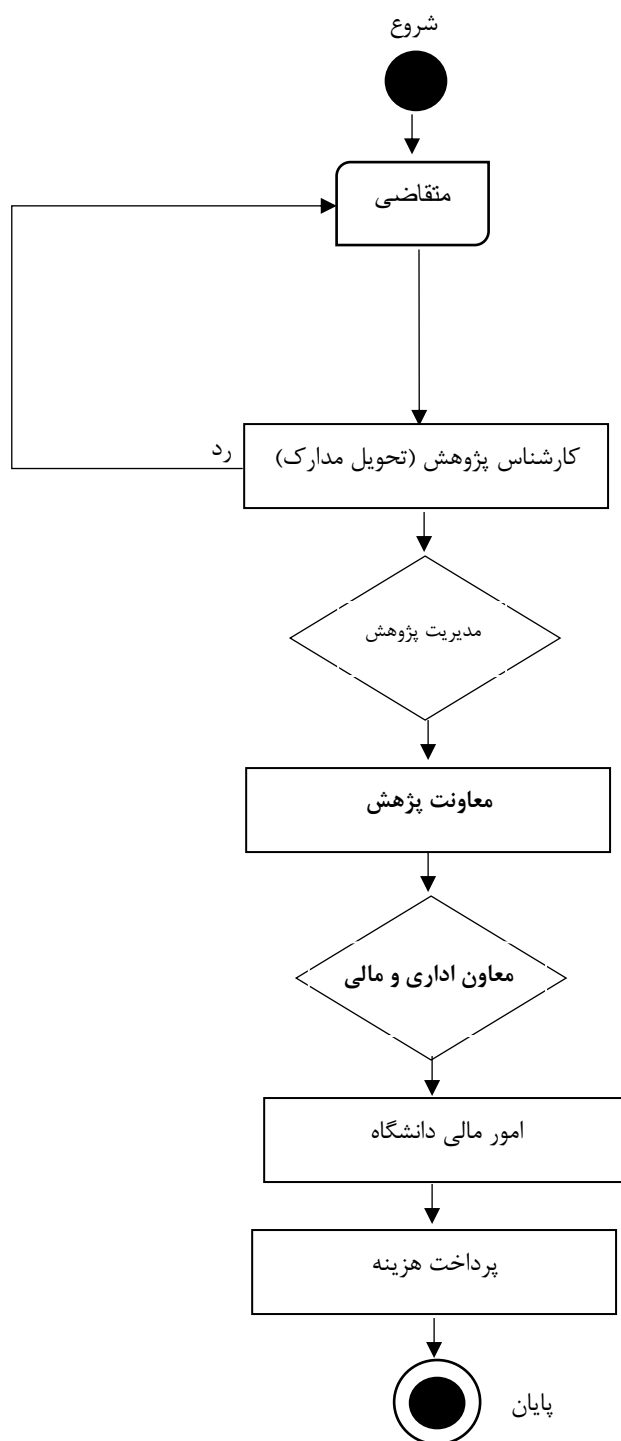 شروع
متقاضی
کارشناس پژوهش (تحویل مدارک)
رد
مدیریت پژوهش
معاونت پژهش
معاون اداری و مالی
امور مالی دانشگاه
پرداخت هزینه
پایان